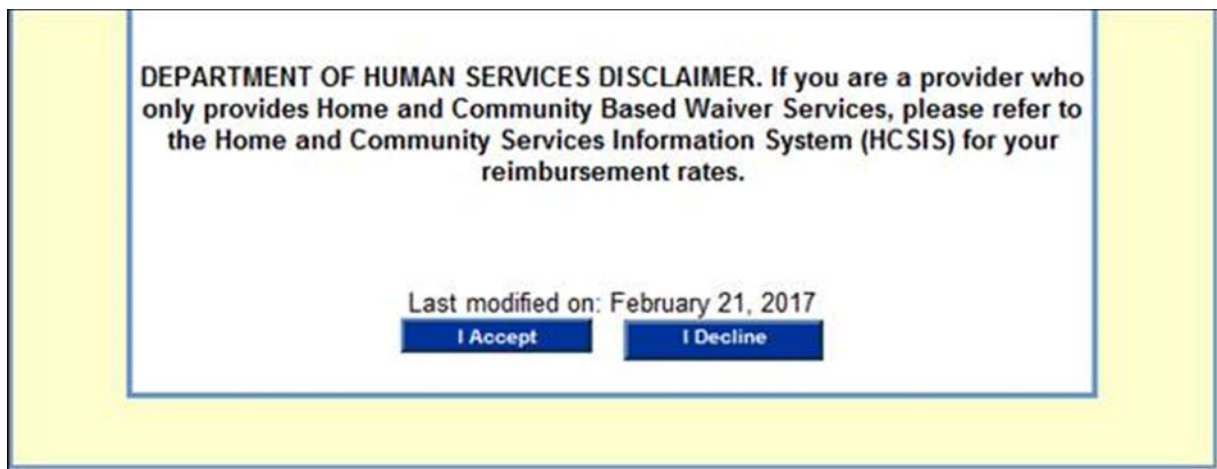 DEPARTMENT OF HUMAN SERVICES DISCLAIMER. If you are a provider who
only provides Home and Community Based Waiver Services, please refer to
the Home and Community Services Information System (HCSIS) for your
reimbursement rates.
Last modified on: February 21, 2017
I Accept I Decline